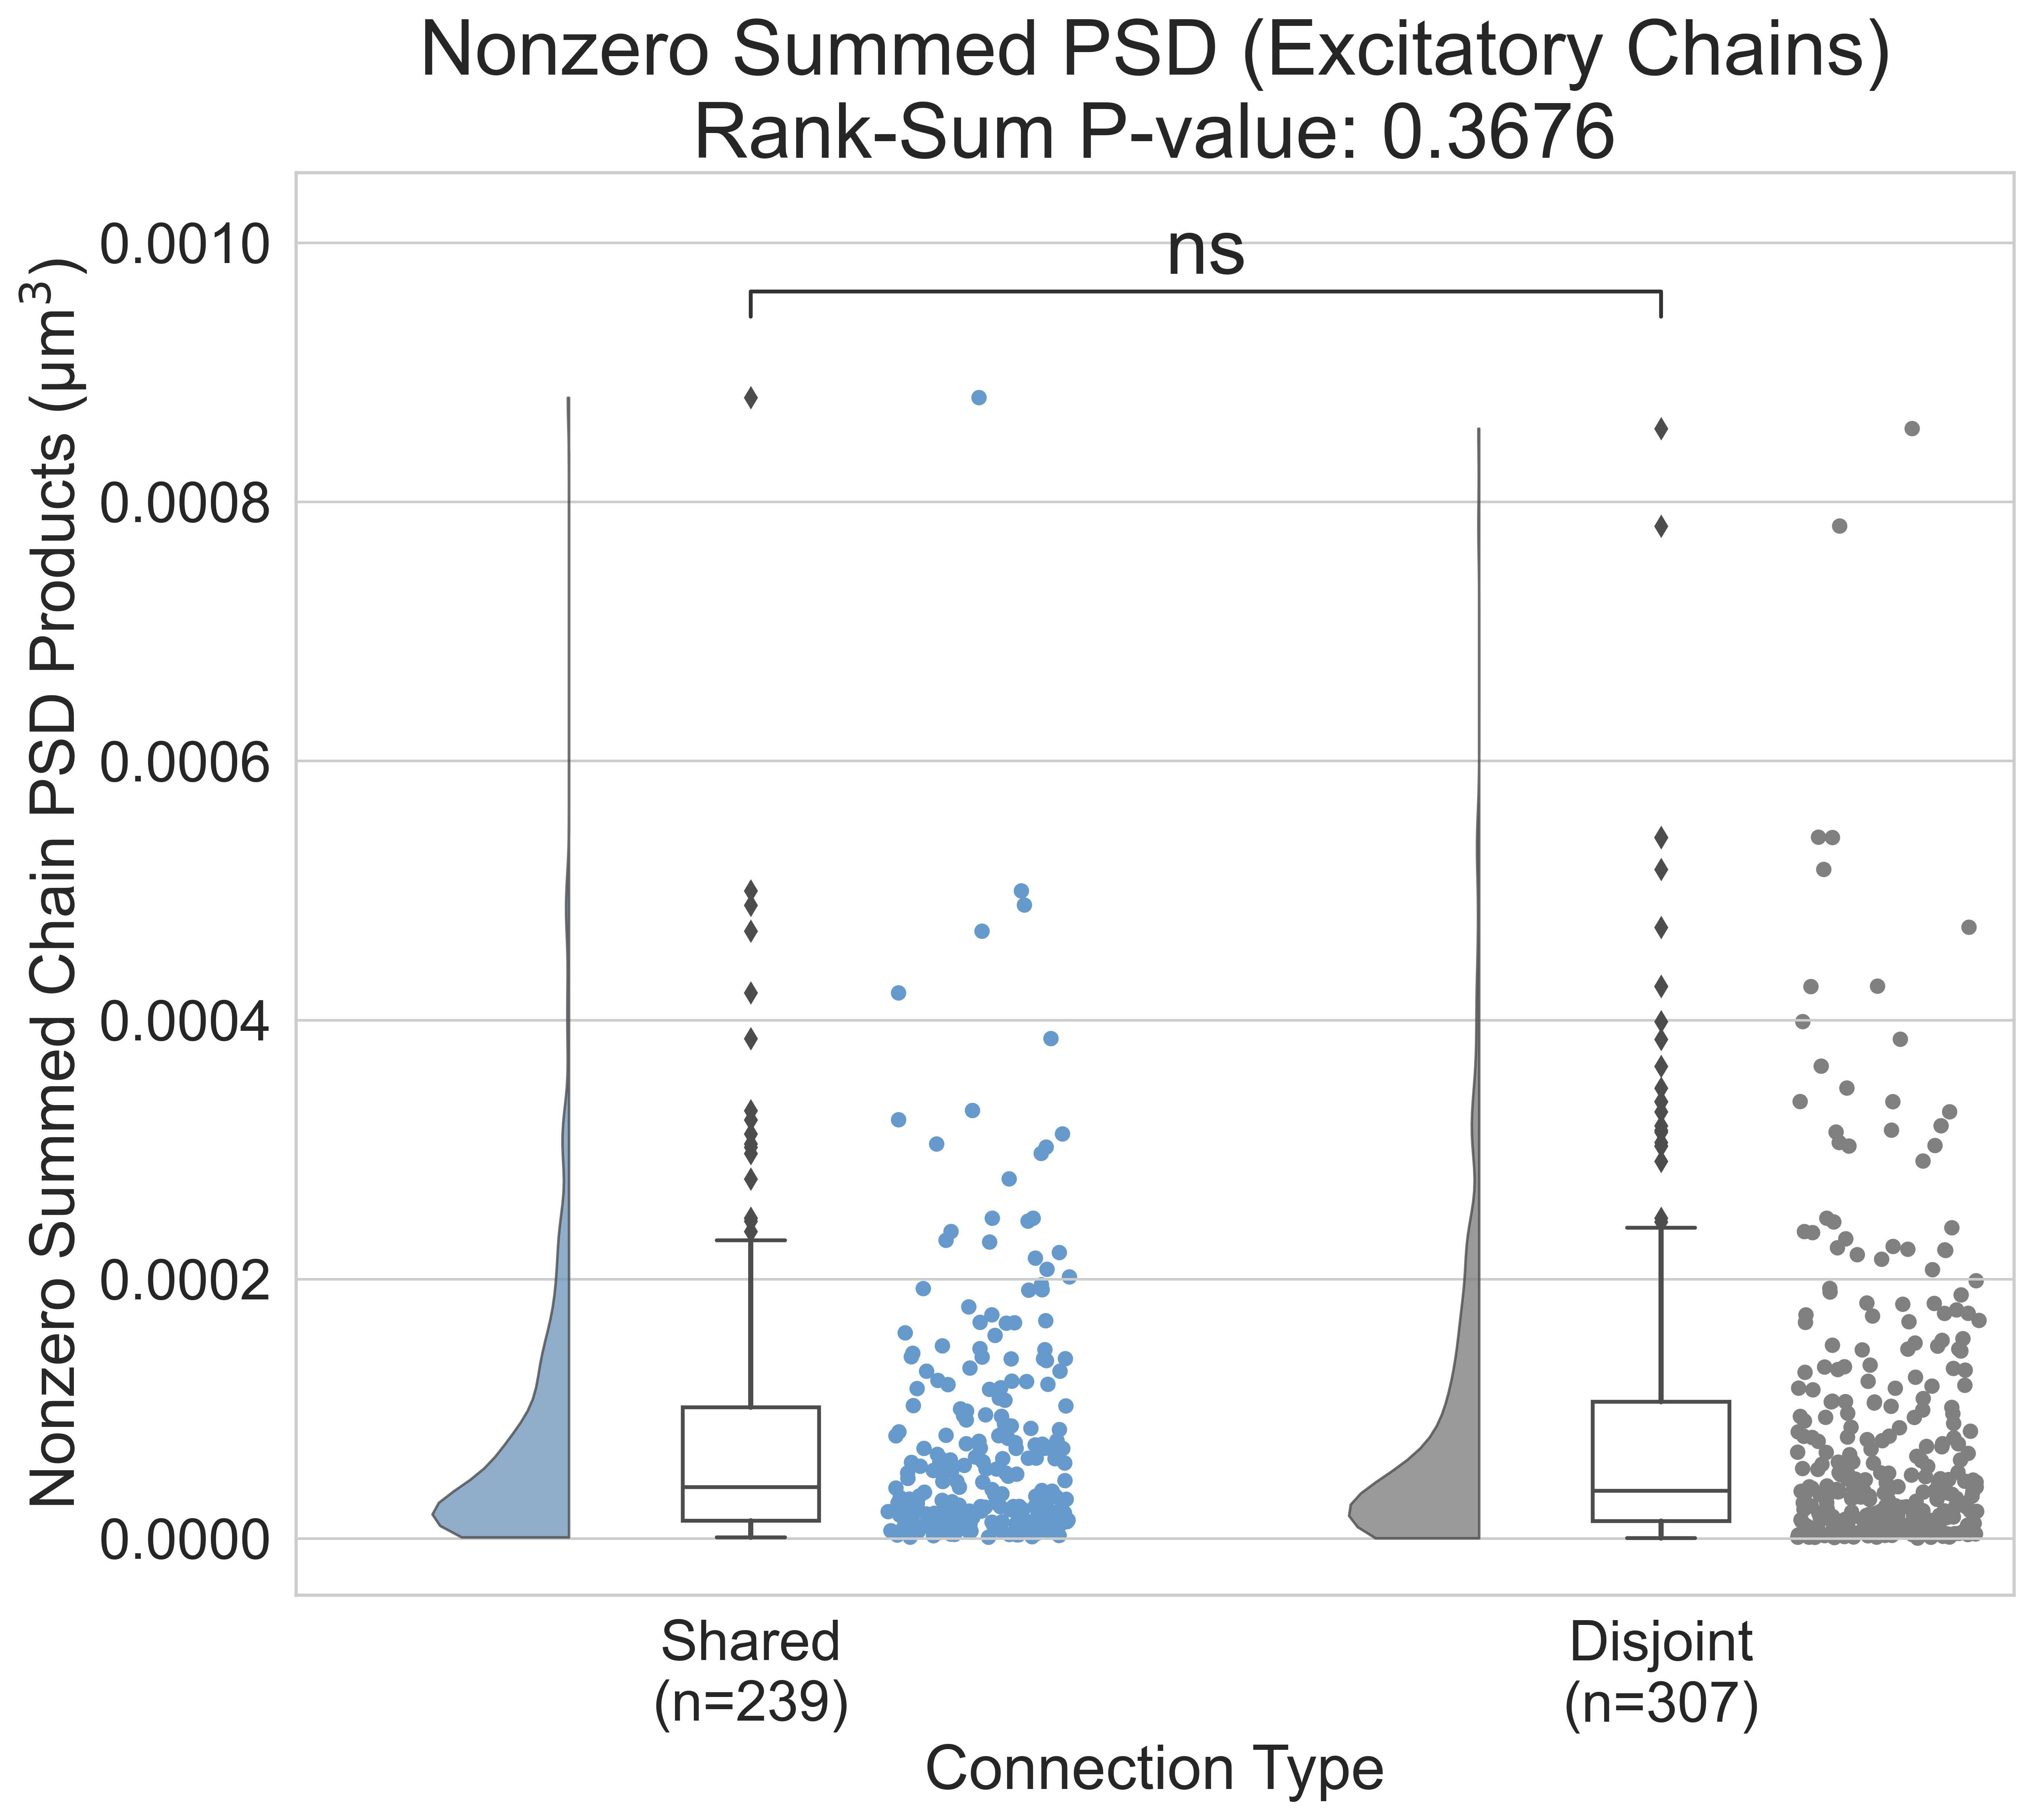 Nonzero Summed PSD (Excitatory Chains)
Rank-Sum P-value: 0.3676
Nonzero Summed Chain PSD Products (μm³)
0.0010
0.0008
0.0006
0.0004
0.0002
0.0000
ns
Shared
(n=239)
Disjoint
(n=307)
Connection Type